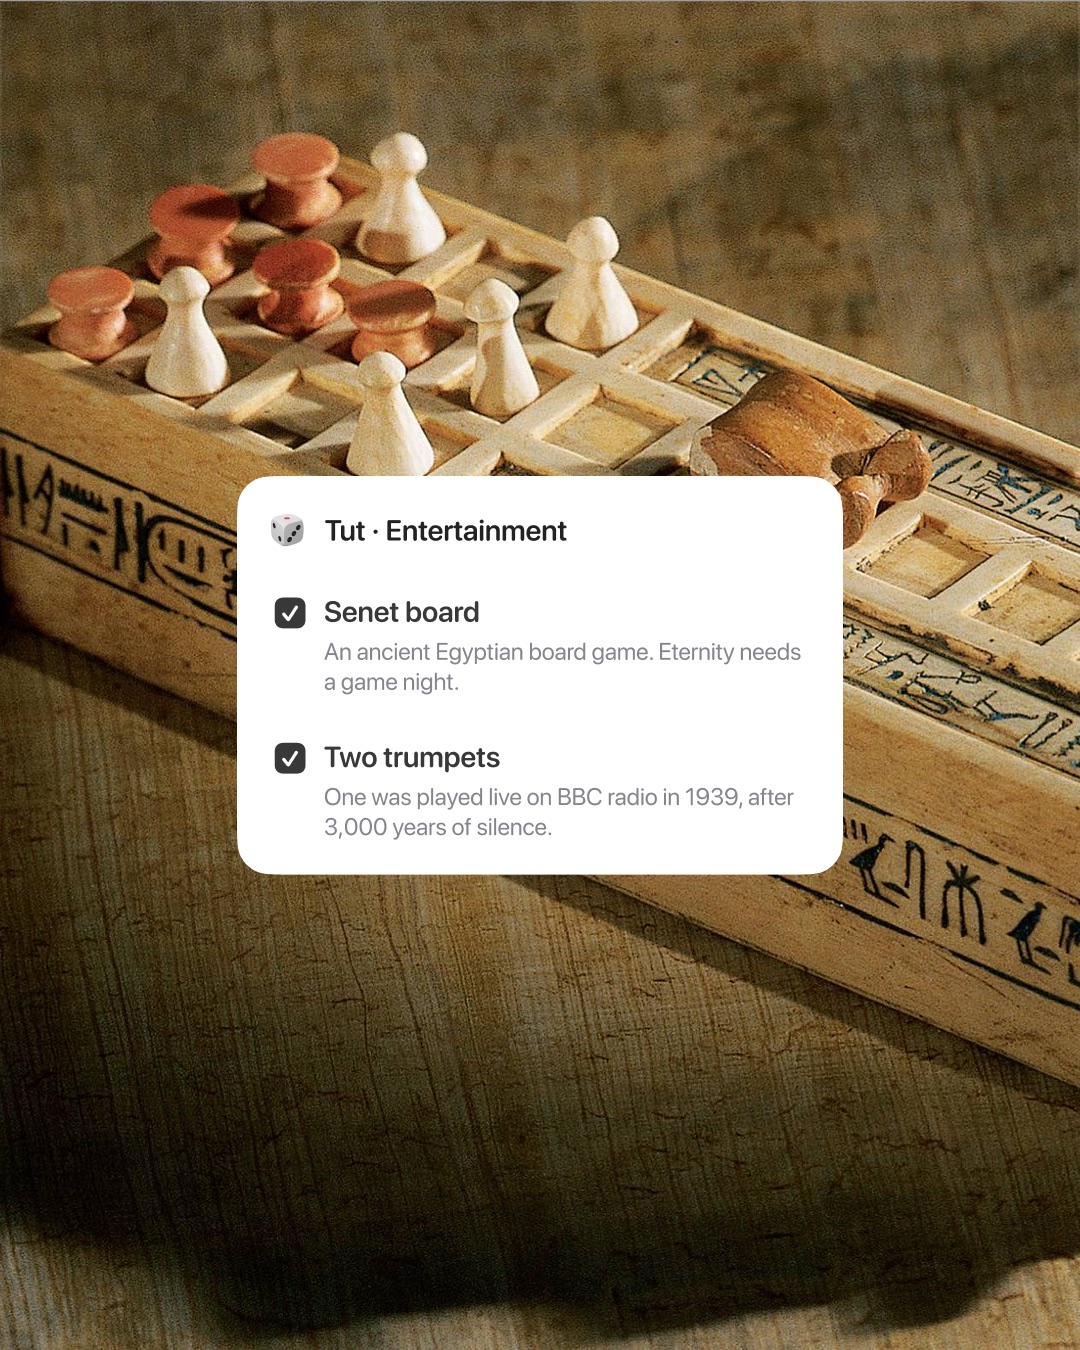 Tut · Entertainment
Senet board
An ancient Egyptian board game. Eternity needs
a game night.
Two trumpets
One was played live on BBC radio in 1939, after
3,000 years of silence.